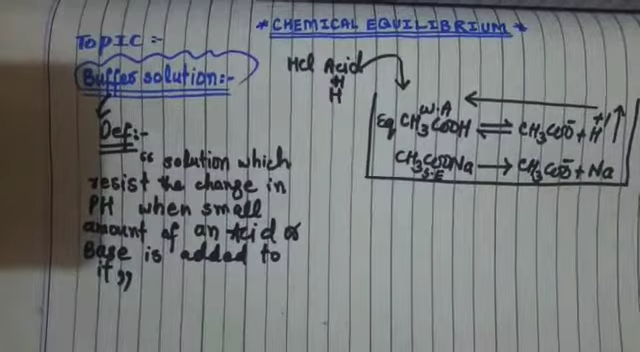 * CHEMICAL EQUILIBRIUM *
TOPIC:-
Buffer solution:-
Def:-
" solution which
resist the change in
PH when small
amount of an Acid or
Base is added to
it "
HCl Acid
H
H
W.A
Eq CH₃COOH ⇌ CH₃COO⁻ + H⁺
CH₃COONa → CH₃COO⁻ + Na
S.E